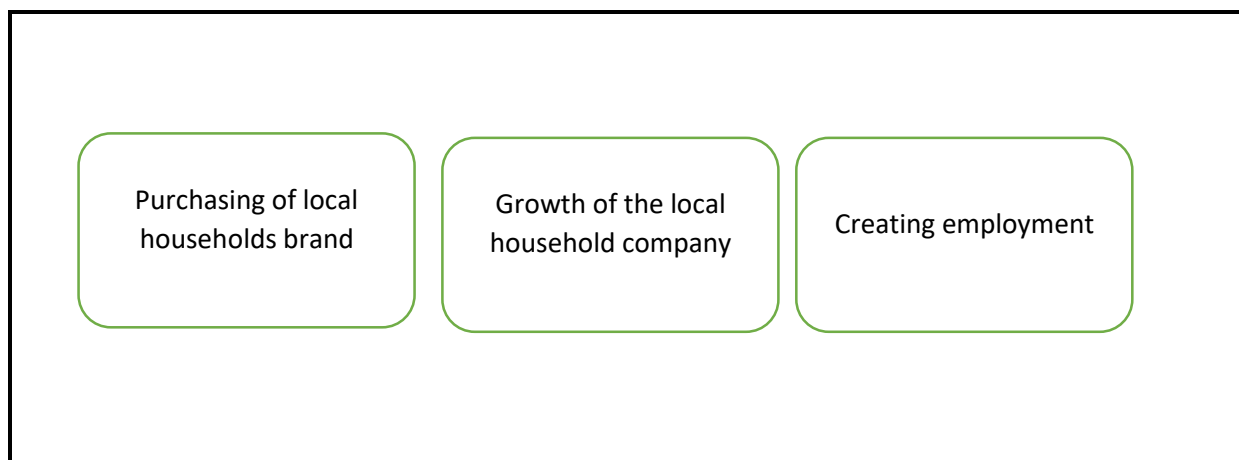 Purchasing of local
households brand
Growth of the local
household company
Creating employment